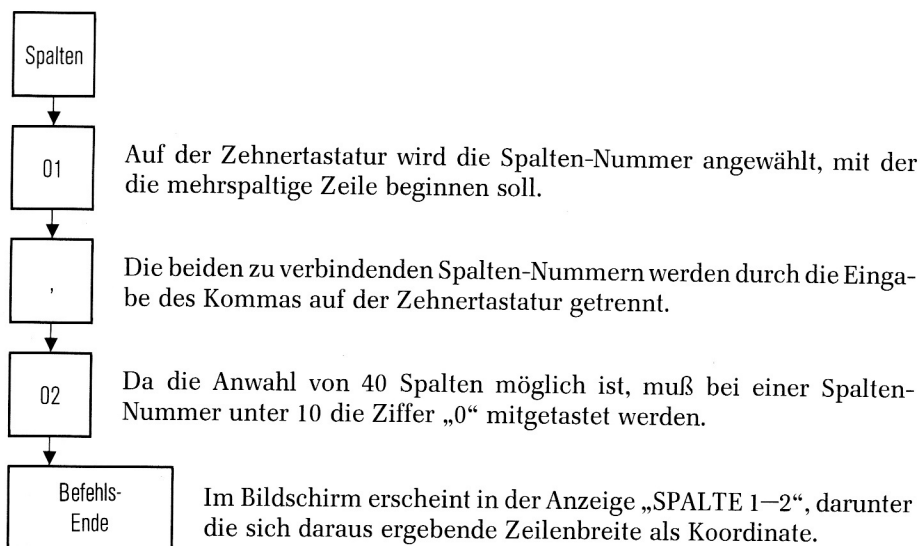 Spalten
01
Auf der Zehnertastatur wird die Spalten-Nummer angewählt, mit der
die mehrspaltige Zeile beginnen soll.
,
Die beiden zu verbindenden Spalten-Nummern werden durch die Einga-
be des Kommas auf der Zehnertastatur getrennt.
02
Da die Anwahl von 40 Spalten möglich ist, muß bei einer Spalten-
Nummer unter 10 die Ziffer „0“ mitgetastet werden.
Befehls-
Ende
Im Bildschirm erscheint in der Anzeige „SPALTE 1—2“, darunter
die sich daraus ergebende Zeilenbreite als Koordinate.